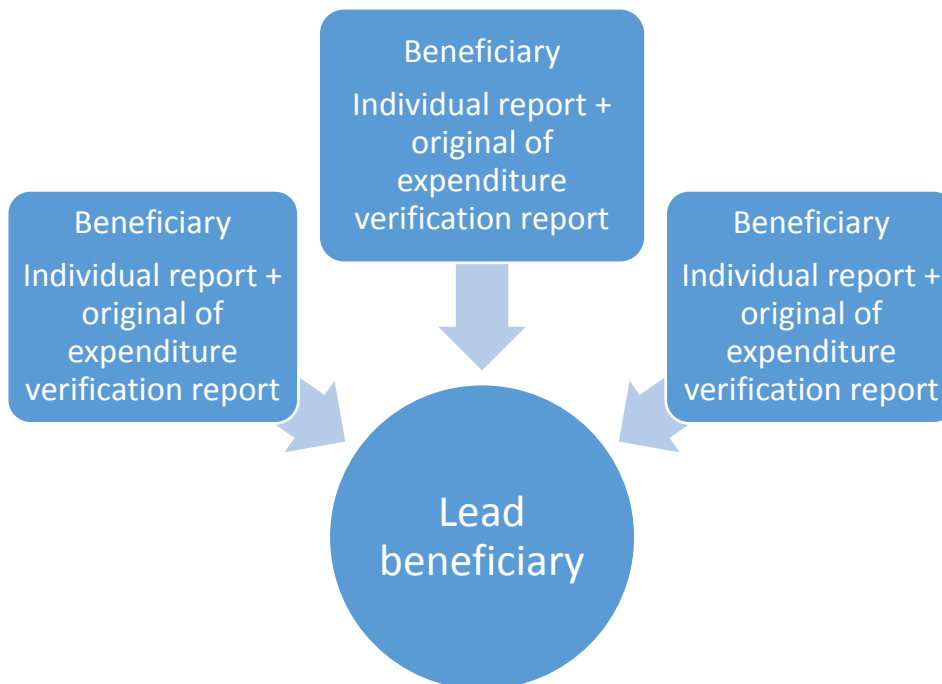 Beneficiary
Individual report +
original of
expenditure
verification report
Beneficiary
Individual report +
original of
expenditure
verification report
Beneficiary
Individual report +
original of
expenditure
verification report
Lead
beneficiary